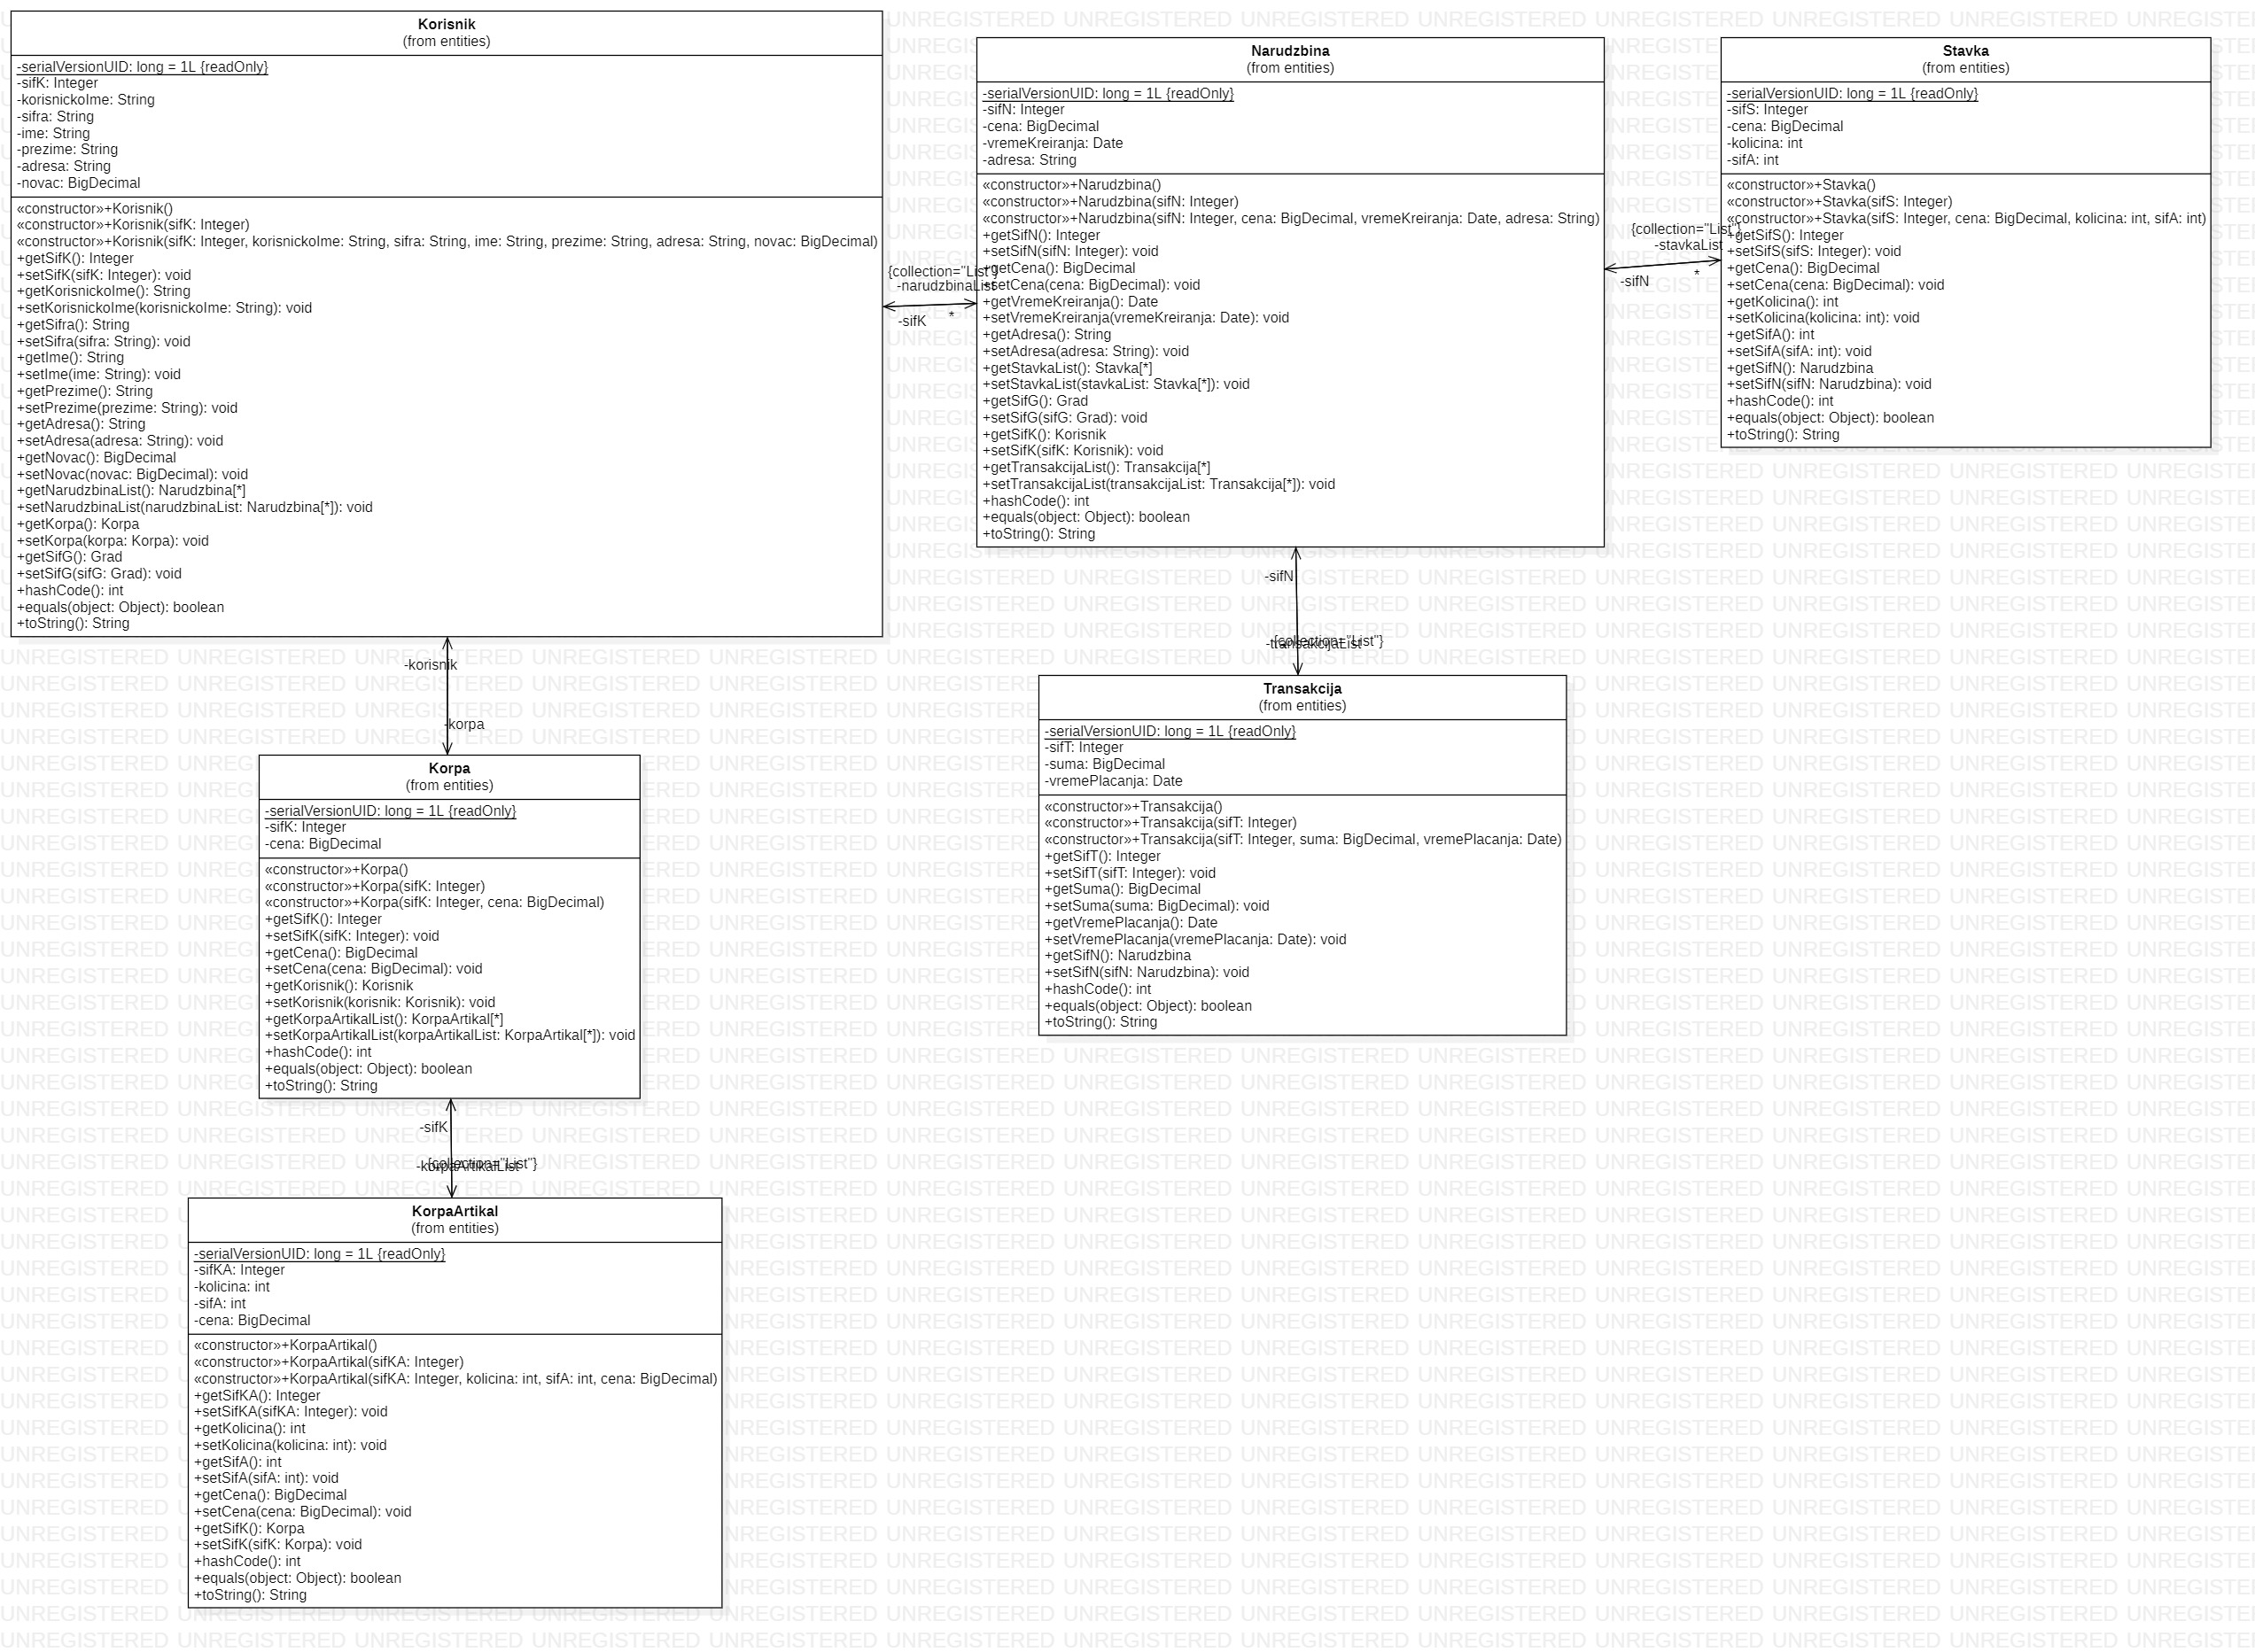 Korisnik
(from entities)
-serialVersionUID: long = 1L {readOnly}
-sifK: Integer
-korisnickoIme: String
-sifra: String
-ime: String
-prezime: String
-adresa: String
-novac: BigDecimal
«constructor»+Korisnik()
«constructor»+Korisnik(sifK: Integer)
«constructor»+Korisnik(sifK: Integer, korisnickoIme: String, sifra: String, ime: String, prezime: String, adresa: String, novac: BigDecimal)
+getSifK(): Integer
+setSifK(sifK: Integer): void
+getKorisnickoIme(): String
+setKorisnickoIme(korisnickoIme: String): void
+getSifra(): String
+setSifra(sifra: String): void
+getIme(): String
+setIme(ime: String): void
+getPrezime(): String
+setPrezime(prezime: String): void
+getAdresa(): String
+setAdresa(adresa: String): void
+getNovac(): BigDecimal
+setNovac(novac: BigDecimal): void
+getNarudzbinaList(): Narudzbina[*]
+setNarudzbinaList(narudzbinaList: Narudzbina[*]): void
+getKorpa(): Korpa
+setKorpa(korpa: Korpa): void
+getSifG(): Grad
+setSifG(sifG: Grad): void
+hashCode(): int
+equals(object: Object): boolean
+toString(): String
{collection="List"}
-narudzbinaList
-sifK
*
Narudzbina
(from entities)
-serialVersionUID: long = 1L {readOnly}
-sifN: Integer
-cena: BigDecimal
-vremeKreiranja: Date
-adresa: String
«constructor»+Narudzbina()
«constructor»+Narudzbina(sifN: Integer)
«constructor»+Narudzbina(sifN: Integer, cena: BigDecimal, vremeKreiranja: Date, adresa: String)
+getSifN(): Integer
+setSifN(sifN: Integer): void
+getCena(): BigDecimal
+setCena(cena: BigDecimal): void
+getVremeKreiranja(): Date
+setVremeKreiranja(vremeKreiranja: Date): void
+getAdresa(): String
+setAdresa(adresa: String): void
+getStavkaList(): Stavka[*]
+setStavkaList(stavkaList: Stavka[*]): void
+getSifG(): Grad
+setSifG(sifG: Grad): void
+getSifK(): Korisnik
+setSifK(sifK: Korisnik): void
+getTransakcijaList(): Transakcija[*]
+setTransakcijaList(transakcijaList: Transakcija[*]): void
+hashCode(): int
+equals(object: Object): boolean
+toString(): String
{collection="List"}
-stavkaList
-sifN
*
Stavka
(from entities)
-serialVersionUID: long = 1L {readOnly}
-sifS: Integer
-cena: BigDecimal
-kolicina: int
-sifA: int
«constructor»+Stavka()
«constructor»+Stavka(sifS: Integer)
«constructor»+Stavka(sifS: Integer, cena: BigDecimal, kolicina: int, sifA: int)
+getSifS(): Integer
+setSifS(sifS: Integer): void
+getCena(): BigDecimal
+setCena(cena: BigDecimal): void
+getKolicina(): int
+setKolicina(kolicina: int): void
+getSifA(): int
+setSifA(sifA: int): void
+getSifN(): Narudzbina
+setSifN(sifN: Narudzbina): void
+hashCode(): int
+equals(object: Object): boolean
+toString(): String
-sifN
{collection="List"}
-transakcijaList
Transakcija
(from entities)
-serialVersionUID: long = 1L {readOnly}
-sifT: Integer
-suma: BigDecimal
-vremePlacanja: Date
«constructor»+Transakcija()
«constructor»+Transakcija(sifT: Integer)
«constructor»+Transakcija(sifT: Integer, suma: BigDecimal, vremePlacanja: Date)
+getSifT(): Integer
+setSifT(sifT: Integer): void
+getSuma(): BigDecimal
+setSuma(suma: BigDecimal): void
+getVremePlacanja(): Date
+setVremePlacanja(vremePlacanja: Date): void
+getSifN(): Narudzbina
+setSifN(sifN: Narudzbina): void
+hashCode(): int
+equals(object: Object): boolean
+toString(): String
-korisnik
-korpa
Korpa
(from entities)
-serialVersionUID: long = 1L {readOnly}
-sifK: Integer
-cena: BigDecimal
«constructor»+Korpa()
«constructor»+Korpa(sifK: Integer)
«constructor»+Korpa(sifK: Integer, cena: BigDecimal)
+getSifK(): Integer
+setSifK(sifK: Integer): void
+getCena(): BigDecimal
+setCena(cena: BigDecimal): void
+getKorisnik(): Korisnik
+setKorisnik(korisnik: Korisnik): void
+getKorpaArtikalList(): KorpaArtikal[*]
+setKorpaArtikalList(korpaArtikalList: KorpaArtikal[*]): void
+hashCode(): int
+equals(object: Object): boolean
+toString(): String
-sifK
{collection="List"}
-korpaArtikalList
KorpaArtikal
(from entities)
-serialVersionUID: long = 1L {readOnly}
-sifKA: Integer
-kolicina: int
-sifA: int
-cena: BigDecimal
«constructor»+KorpaArtikal()
«constructor»+KorpaArtikal(sifKA: Integer)
«constructor»+KorpaArtikal(sifKA: Integer, kolicina: int, sifA: int, cena: BigDecimal)
+getSifKA(): Integer
+setSifKA(sifKA: Integer): void
+getKolicina(): int
+setKolicina(kolicina: int): void
+getSifA(): int
+setSifA(sifA: int): void
+getCena(): BigDecimal
+setCena(cena: BigDecimal): void
+getSifK(): Korpa
+setSifK(sifK: Korpa): void
+hashCode(): int
+equals(object: Object): boolean
+toString(): String
UNREGISTERED